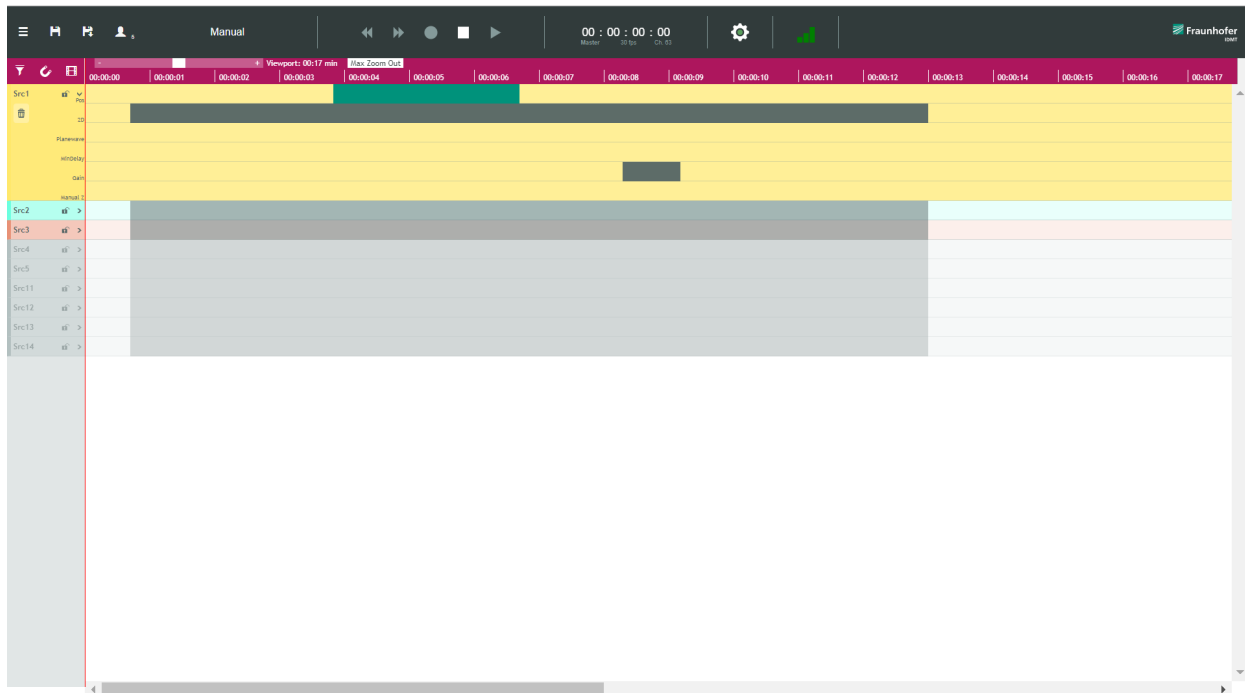 6
Manual
00 : 00 : 00 : 00
Master 30 fps Ch. 63
Fraunhofer
IDMT
- + Viewport: 00:17 min Max Zoom Out
00:00:00 00:00:01 00:00:02 00:00:03 00:00:04 00:00:05 00:00:06 00:00:07 00:00:08 00:00:09 00:00:10 00:00:11 00:00:12 00:00:13 00:00:14 00:00:15 00:00:16 00:00:17
Src1
Pos
2D
Planewave
MinDelay
Gain
Manual Z
Src2
Src3
Src4
Src5
Src11
Src12
Src13
Src14